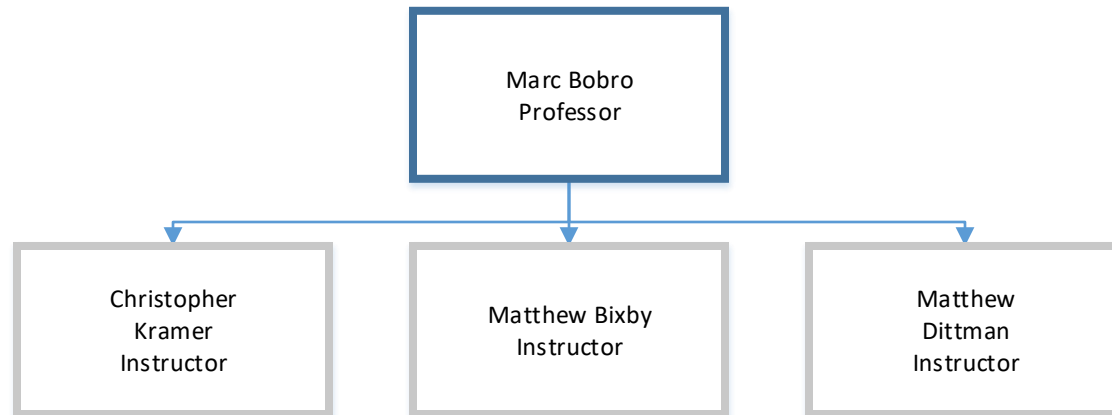 Marc Bobro
Professor
Christopher
Kramer
Instructor
Matthew Bixby
Instructor
Matthew
Dittman
Instructor